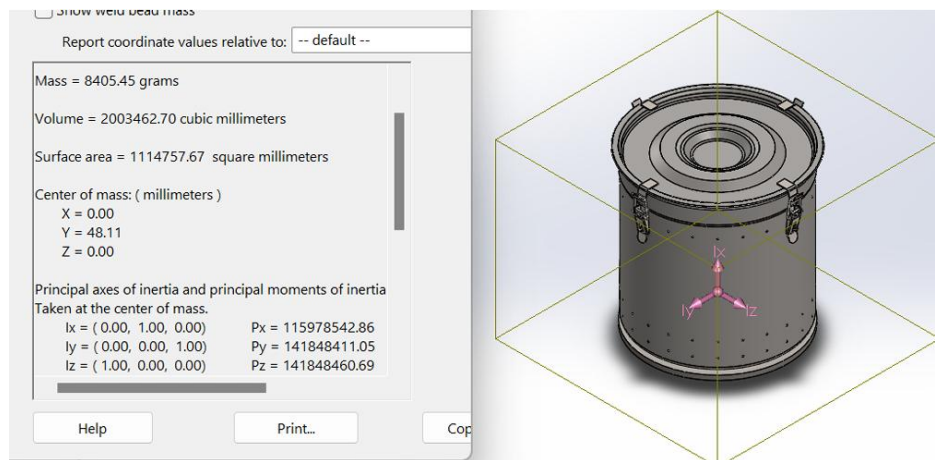 Show weld bead mass
Report coordinate values relative to: -- default --
Mass = 8405.45 grams
Volume = 2003462.70 cubic millimeters
Surface area = 1114757.67 square millimeters
Center of mass: ( millimeters )
X = 0.00
Y = 48.11
Z = 0.00
Principal axes of inertia and principal moments of inertia
Taken at the center of mass.
Ix = ( 0.00, 1.00, 0.00) Px = 115978542.86
Iy = ( 0.00, 0.00, 1.00) Py = 141848411.05
Iz = ( 1.00, 0.00, 0.00) Pz = 141848460.69
Help Print... Cop
Ix
Iy Iz